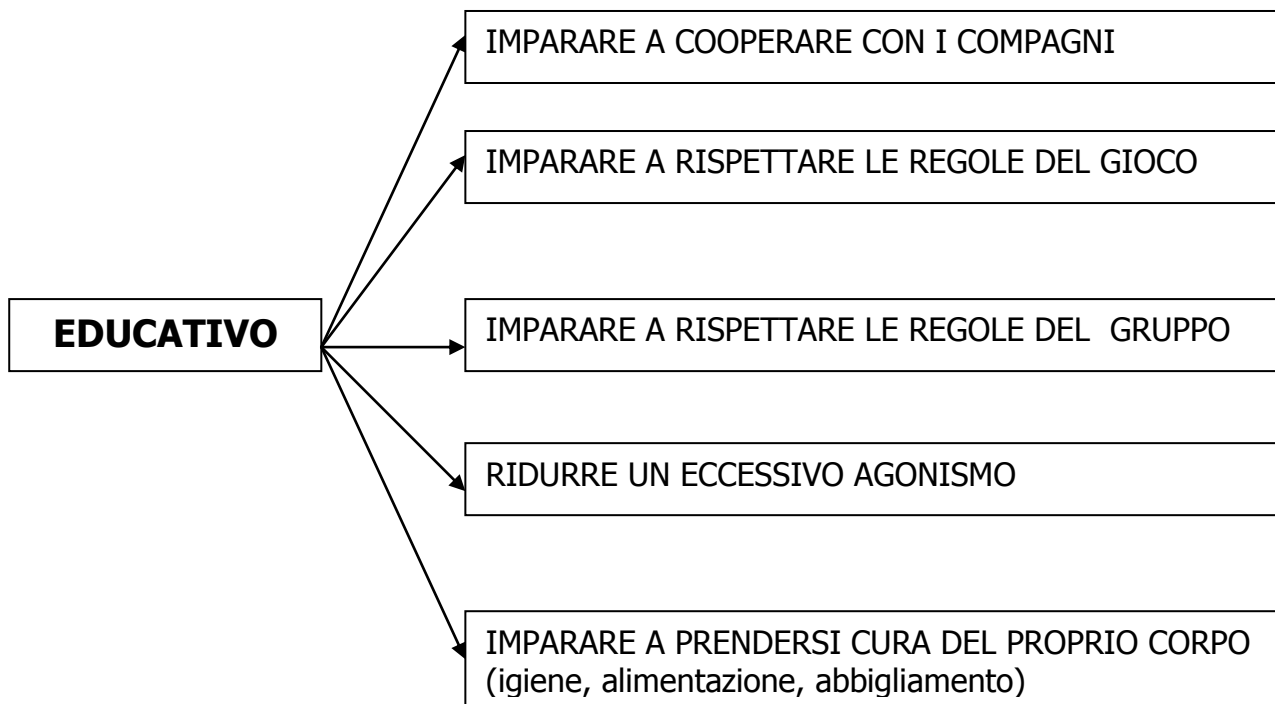 IMPARARE A COOPERARE CON I COMPAGNI
IMPARARE A RISPETTARE LE REGOLE DEL GIOCO
EDUCATIVO
IMPARARE A RISPETTARE LE REGOLE DEL GRUPPO
RIDURRE UN ECCESSIVO AGONISMO
IMPARARE A PRENDERSI CURA DEL PROPRIO CORPO
(igiene, alimentazione, abbigliamento)